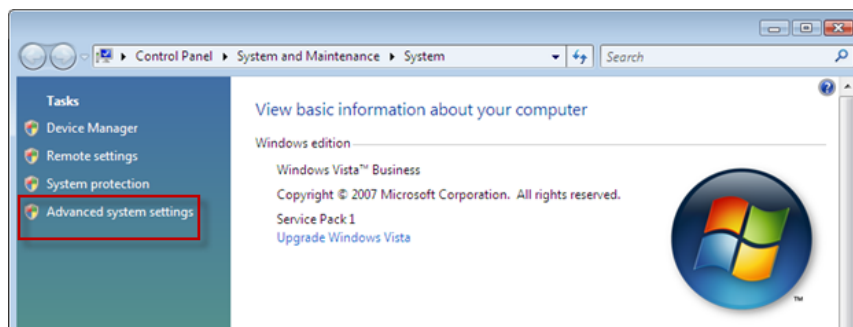 Control Panel ▸ System and Maintenance ▸ System
Search
Tasks
Device Manager
Remote settings
System protection
Advanced system settings
View basic information about your computer
Windows edition
Windows Vista™ Business
Copyright © 2007 Microsoft Corporation. All rights reserved.
Service Pack 1
Upgrade Windows Vista
TM